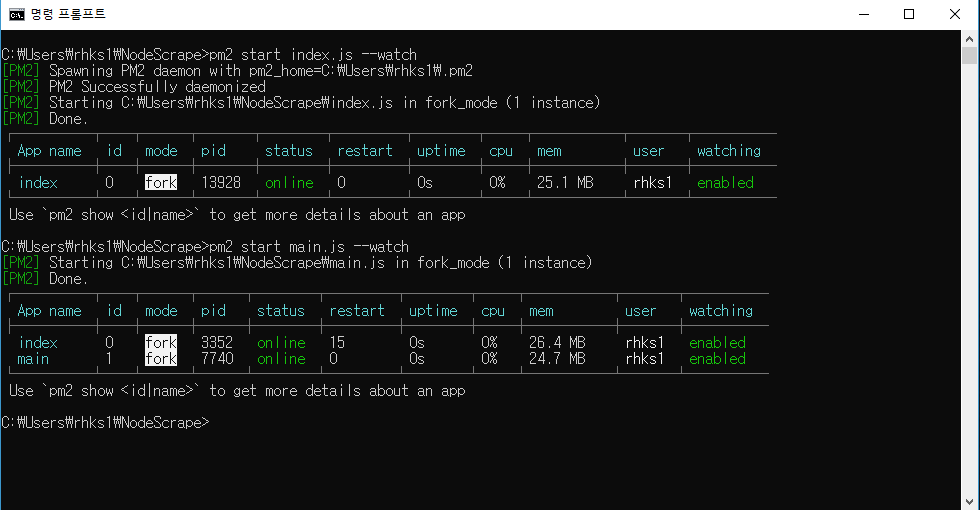 명령 프롬프트
C:\Users\rhks1\NodeScrape>pm2 start index.js --watch
[PM2] Spawning PM2 daemon with pm2_home=C:\Users\rhks1\.pm2
[PM2] PM2 Successfully daemonized
[PM2] Starting C:\Users\rhks1\NodeScrape\index.js in fork_mode (1 instance)
[PM2] Done.
App name id mode pid status restart uptime cpu mem user watching
index 0 fork 13928 online 0 0s 0% 25.1 MB rhks1 enabled
Use `pm2 show <id|name>` to get more details about an app
C:\Users\rhks1\NodeScrape>pm2 start main.js --watch
[PM2] Starting C:\Users\rhks1\NodeScrape\main.js in fork_mode (1 instance)
[PM2] Done.
App name id mode pid status restart uptime cpu mem user watching
index 0 fork 3352 online 15 0s 0% 26.4 MB rhks1 enabled
main 1 fork 7740 online 0 0s 0% 24.7 MB rhks1 enabled
Use `pm2 show <id|name>` to get more details about an app
C:\Users\rhks1\NodeScrape>